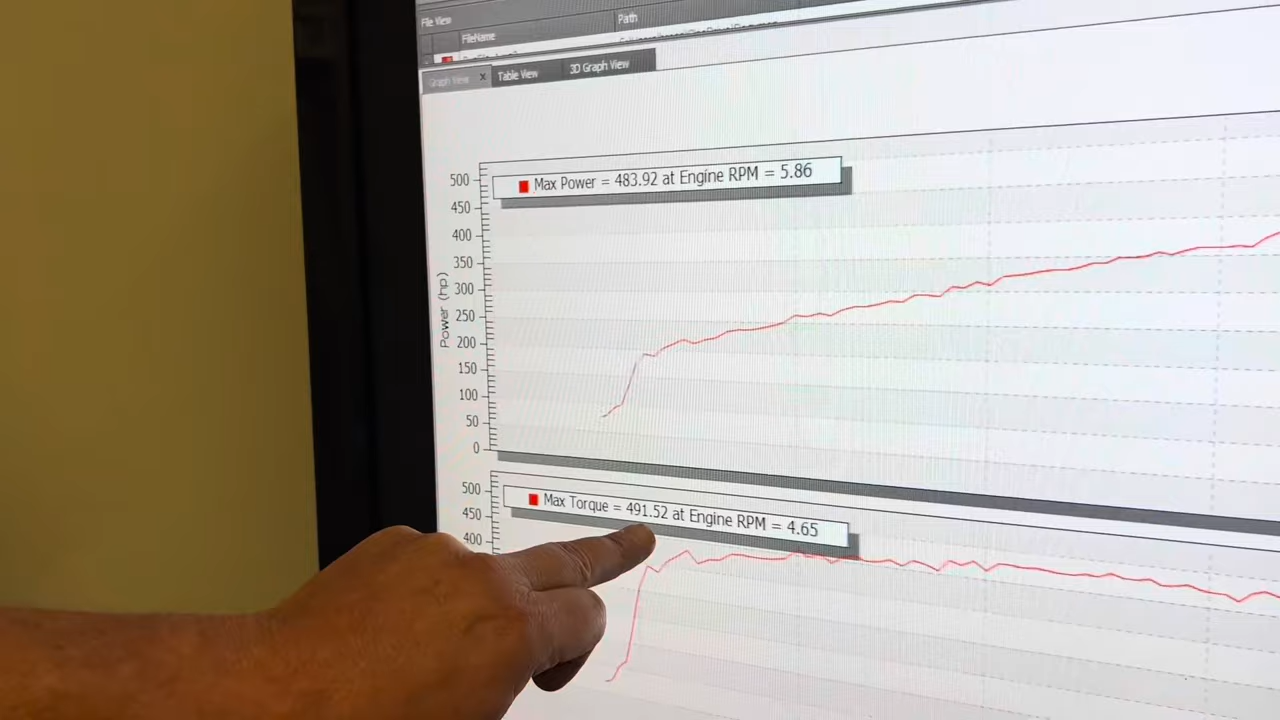 File View
FileName
Path
Graph View x Table View 3D Graph View
Max Power = 483.92 at Engine RPM = 5.86
500
450
400
350
300
250
200
150
100
50
0
Power (hp)
Max Torque = 491.52 at Engine RPM = 4.65
500
450
400